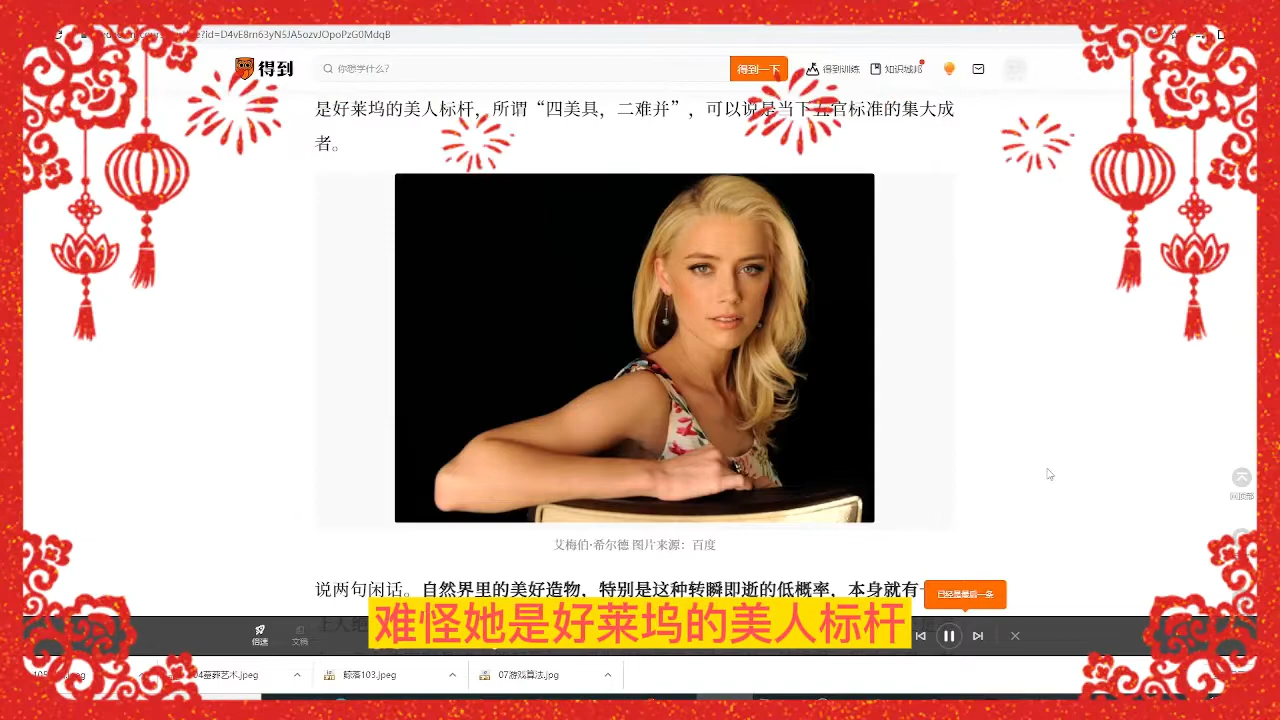 id=D4vE8rn63yN5JA5ozvJOpoPzG0MdqB
得到
你想学什么?
得到一下
得到训练
知识城邦
是好莱坞的美人标杆，所谓“四美具，二难并”，可以说是当下五官标准的集大成
者。
艾梅伯·希尔德 图片来源：百度
回顶部
说两句闲话。自然界里的美好造物，特别是这种转瞬即逝的低概率，本身就有
已经是最后一条
难怪她是好莱坞的美人标杆
倍速
文稿
04墓葬艺术.jpeg
鲸落103.jpeg
07游戏算法.jpg